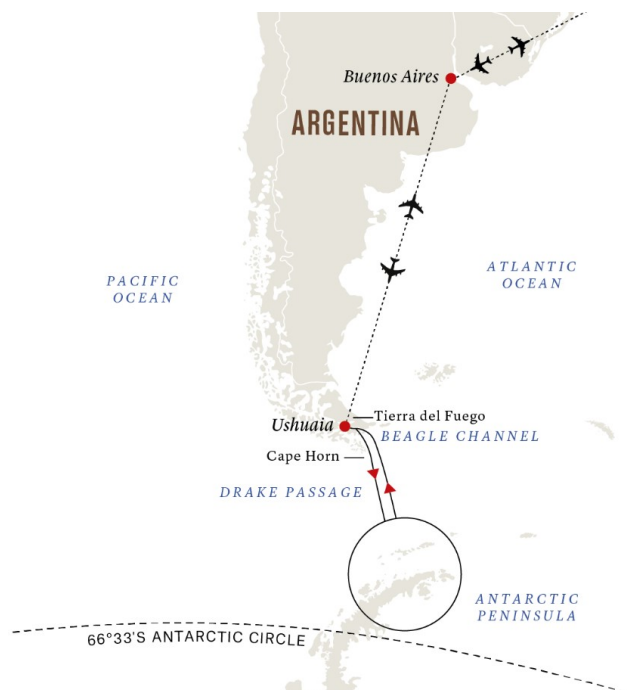 Buenos Aires
ARGENTINA
PACIFIC
OCEAN
ATLANTIC
OCEAN
Tierra del Fuego
Ushuaia
BEAGLE CHANNEL
Cape Horn
DRAKE PASSAGE
ANTARCTIC
PENINSULA
66°33'S ANTARCTIC CIRCLE